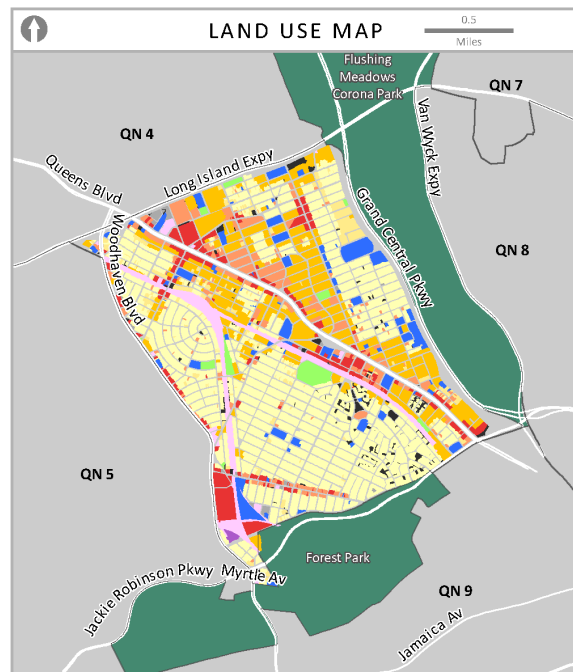 LAND USE MAP
0.5
Miles
Flushing
Meadows
Corona Park
QN 7
QN 4
Van Wyck Expy
Long Island Expy
Queens Blvd
Grand Central Pkwy
Woodhaven Blvd
QN 8
QN 5
Forest Park
Jackie Robinson Pkwy
Myrtle Av
QN 9
Jamaica Av